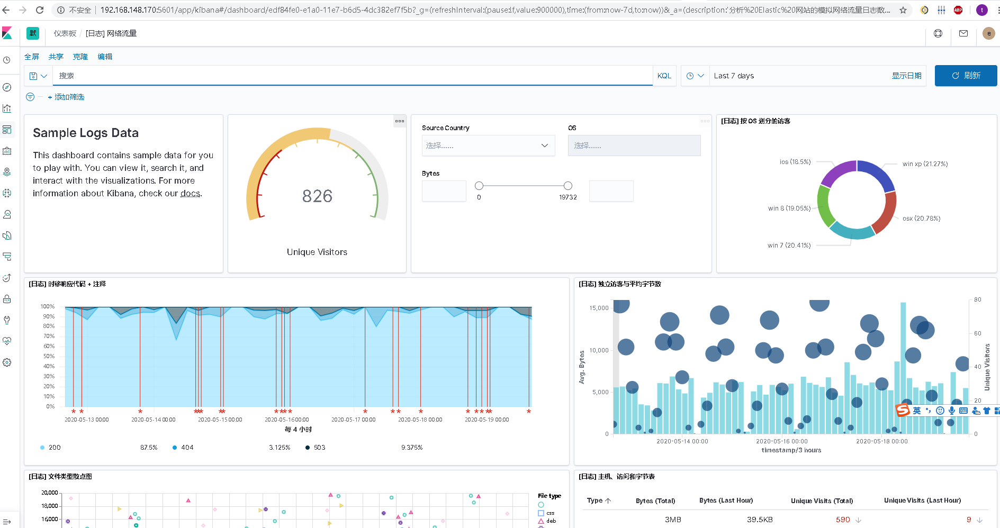 不安全
192.168.148.170:5601/app/kibana#/dashboard/edf84fe0-e1a0-11e7-b6d5-4dc382ef7f5b?_g=(refreshInterval:(pause:!f,value:900000),time:(from:now-7d,to:now))&_a=(description:'分析%20Elastic%20网站的模拟网络流量日志数...
ABP
t
默
仪表板 / [日志] 网络流量
e
全屏 共享 克隆 编辑
搜索
KQL
Last 7 days
显示日期
刷新
+ 添加筛选
Sample Logs Data
This dashboard contains sample data for you
to play with. You can view it, search it, and
interact with the visualizations. For more
information about Kibana, check our docs.
826
Unique Visitors
Source Country
选择......
OS
选择......
Bytes
0
19732
[日志] 按 OS 划分的访客
ios (18.5%)
win xp (21.27%)
win 8 (19.05%)
osx (20.78%)
win 7 (20.41%)
[日志] 时移响应代码 + 注释
100%
90%
80%
70%
60%
50%
40%
30%
20%
10%
0%
2020-05-13 00:00
2020-05-14 00:00
2020-05-15 00:00
2020-05-16 00:00
2020-05-17 00:00
2020-05-18 00:00
2020-05-19 00:00
每 4 小时
200 87.5%
404 3.125%
503 9.375%
[日志] 独立访客与平均字节数
15,000
10,000
5,000
0
Avg. Bytes
80
60
40
20
0
Unique Visitors
英
2020-05-14 00:00
2020-05-16 00:00
2020-05-18 00:00
timestamp/3 hours
[日志] 文件类型散点图
20,000
18,000
16,000
File type
css
deb
[日志] 主机、访问和字节表
Type Bytes (Total) Bytes (Last Hour) Unique Visits (Total) Unique Visits (Last Hour)
3MB 39.5KB 590 9